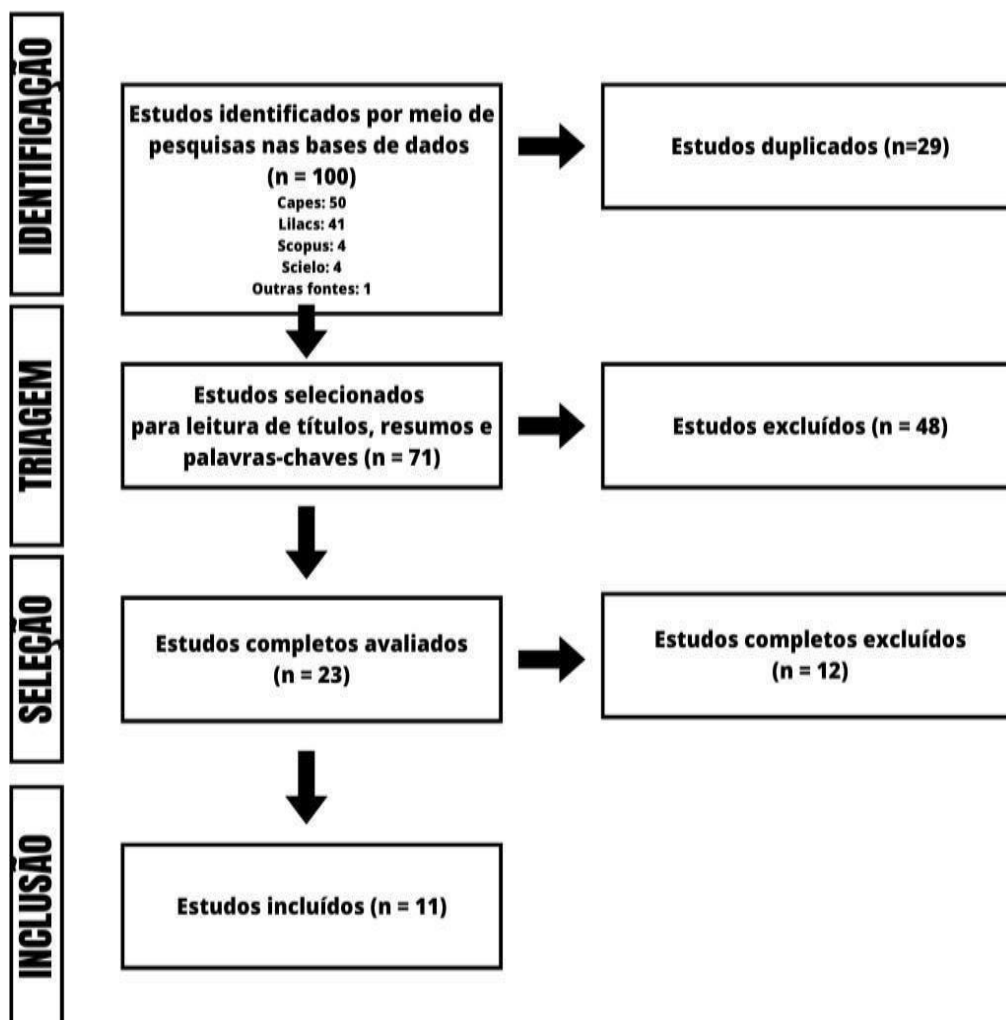 IDENTIFICAÇÃO
Estudos identificados por meio de
pesquisas nas bases de dados
(n = 100)
Capes: 50
Lilacs: 41
Scopus: 4
Scielo: 4
Outras fontes: 1
Estudos duplicados (n=29)
TRIAGEM
Estudos selecionados
para leitura de títulos, resumos e
palavras-chaves (n = 71)
Estudos excluídos (n = 48)
SELEÇÃO
Estudos completos avaliados
(n = 23)
Estudos completos excluídos
(n = 12)
INCLUSÃO
Estudos incluídos (n = 11)